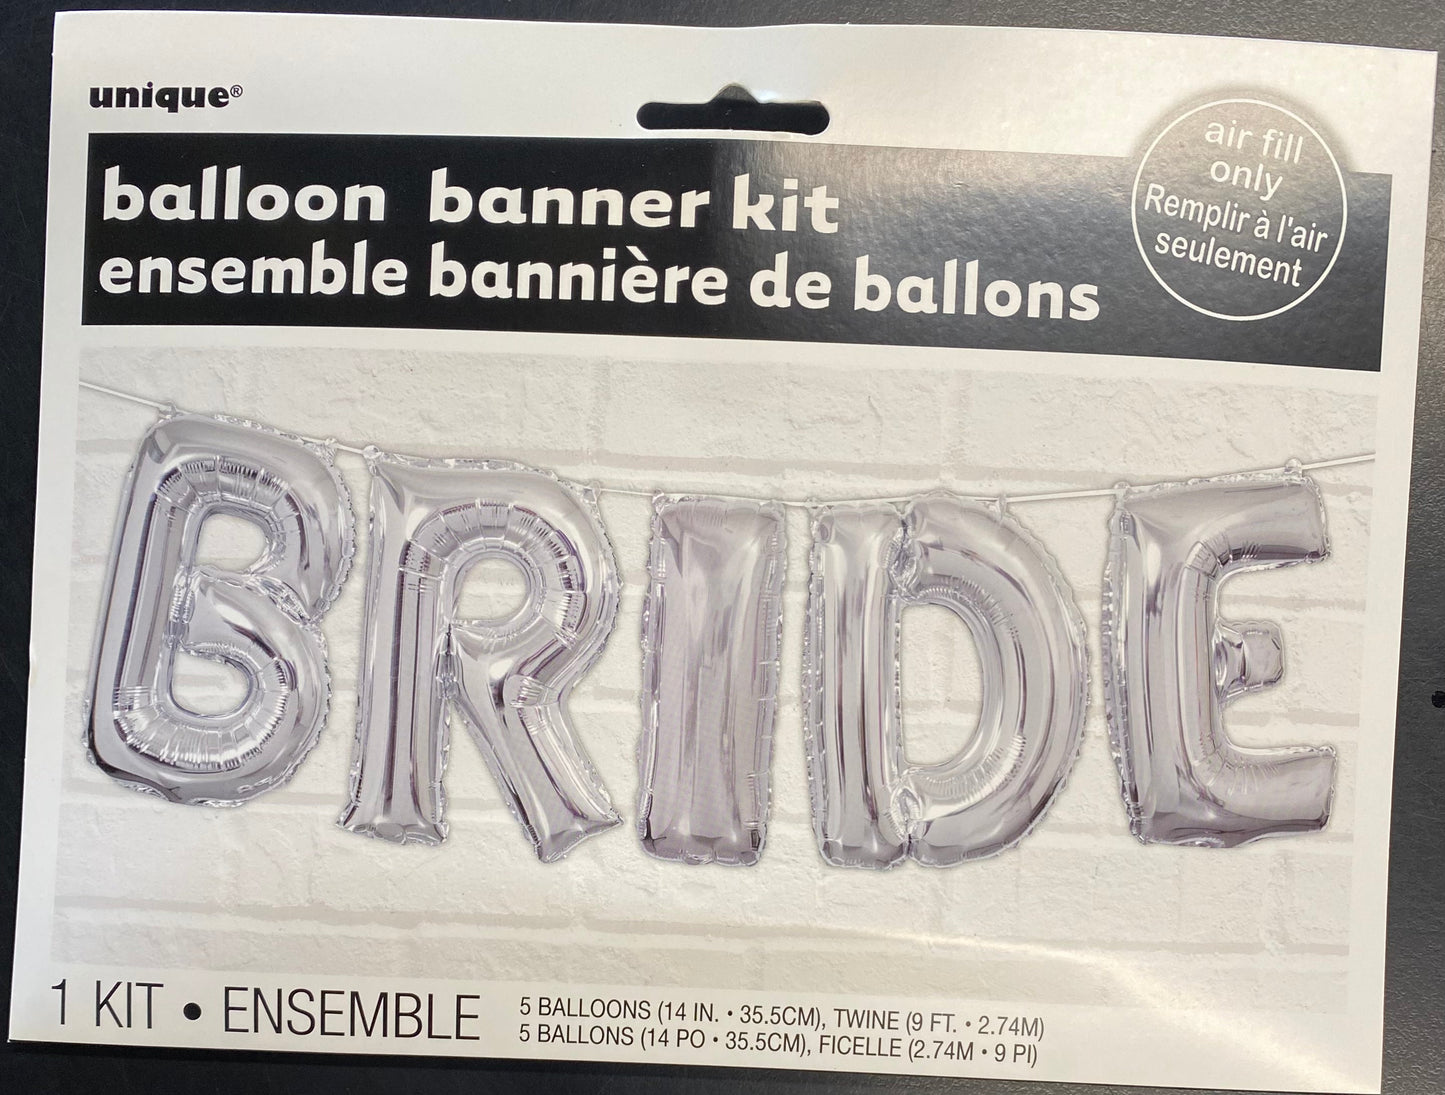 unique®
balloon banner kit
ensemble bannière de ballons
air fill
only
Remplir à l'air
seulement
BRIDE
1 KIT • ENSEMBLE
5 BALLOONS (14 IN. • 35.5CM), TWINE (9 FT. • 2.74M)
5 BALLONS (14 PO • 35.5CM), FICELLE (2.74M • 9 PI)